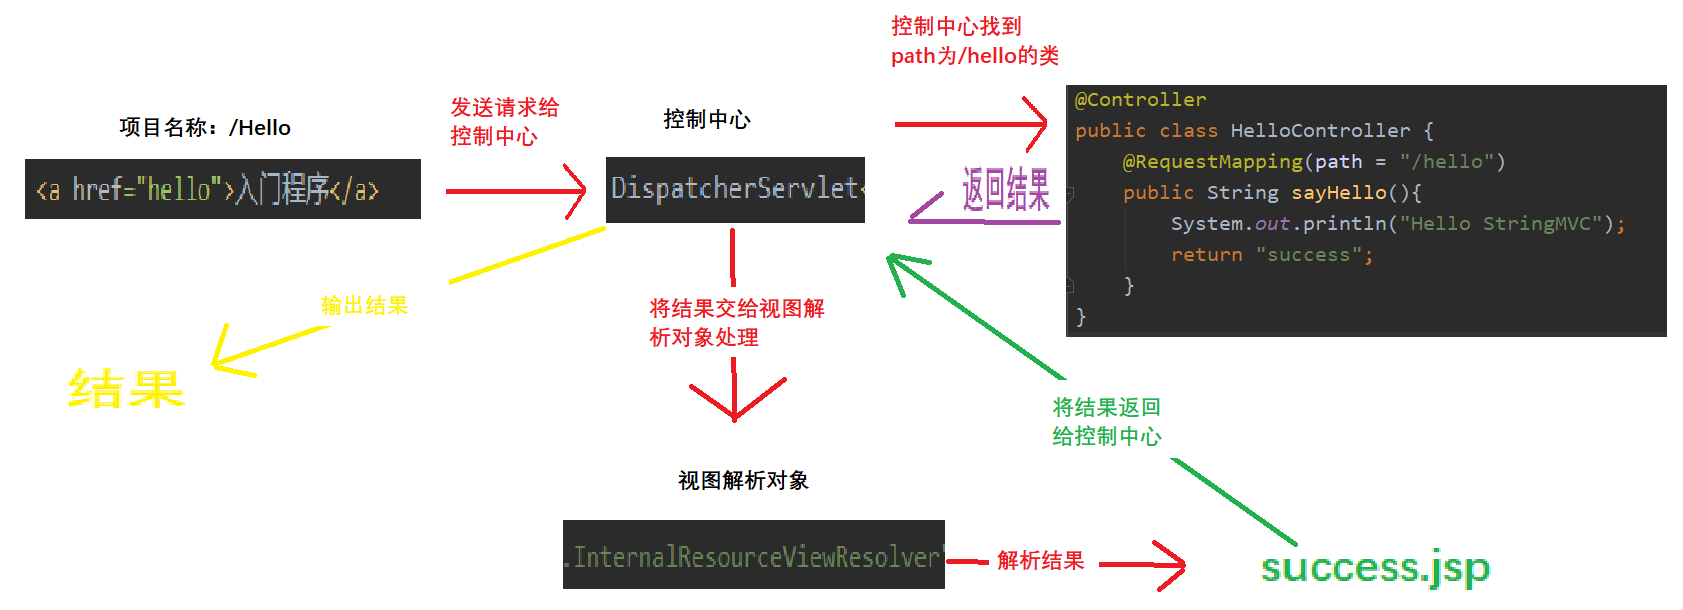 控制中心找到
path为/hello的类
项目名称：/Hello
<a href="hello">入门程序</a>
发送请求给
控制中心
控制中心
DispatcherServlet
@Controller
public class HelloController {
@RequestMapping(path = "/hello")
public String sayHello(){
System.out.println("Hello StringMVC");
return "success";
}
}
返回结果
输出结果
结果
将结果交给视图解
析对象处理
将结果返回
给控制中心
视图解析对象
.InternalResourceViewResolver"
解析结果
success.jsp